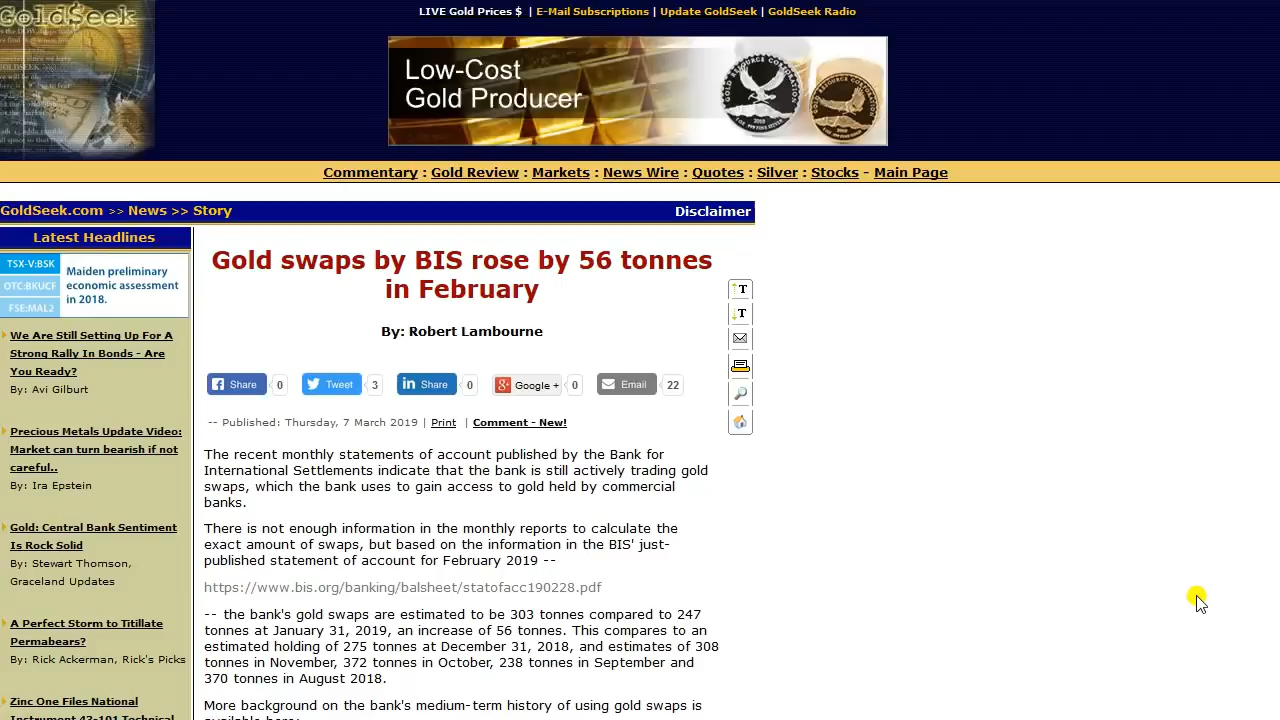 GoldSeek
LIVE Gold Prices $ | E-Mail Subscriptions | Update GoldSeek | GoldSeek Radio
Low-Cost
Gold Producer
Commentary : Gold Review : Markets : News Wire : Quotes : Silver : Stocks - Main Page
GoldSeek.com >> News >> Story
Disclaimer
Latest Headlines
TSX-V:BSK
OTC:BKUCF
FSE:MAL2
Maiden preliminary
economic assessment
in 2018.
We Are Still Setting Up For A
Strong Rally In Bonds - Are
You Ready?
By: Avi Gilburt
Precious Metals Update Video:
Market can turn bearish if not
careful..
By: Ira Epstein
Gold: Central Bank Sentiment
Is Rock Solid
By: Stewart Thomson,
Graceland Updates
A Perfect Storm to Titillate
Permabears?
By: Rick Ackerman, Rick's Picks
Zinc One Files National
Instrument 43-101 Technical
Gold swaps by BIS rose by 56 tonnes
in February
By: Robert Lambourne
Share 0 Tweet 3 Share 0 Google + 0 Email 22
-- Published: Thursday, 7 March 2019 | Print | Comment - New!
The recent monthly statements of account published by the Bank for
International Settlements indicate that the bank is still actively trading gold
swaps, which the bank uses to gain access to gold held by commercial
banks.
There is not enough information in the monthly reports to calculate the
exact amount of swaps, but based on the information in the BIS' just-
published statement of account for February 2019 --
https://www.bis.org/banking/balsheet/statofacc190228.pdf
-- the bank's gold swaps are estimated to be 303 tonnes compared to 247
tonnes at January 31, 2019, an increase of 56 tonnes. This compares to an
estimated holding of 275 tonnes at December 31, 2018, and estimates of 308
tonnes in November, 372 tonnes in October, 238 tonnes in September and
370 tonnes in August 2018.
More background on the bank's medium-term history of using gold swaps is
available here:
T
T